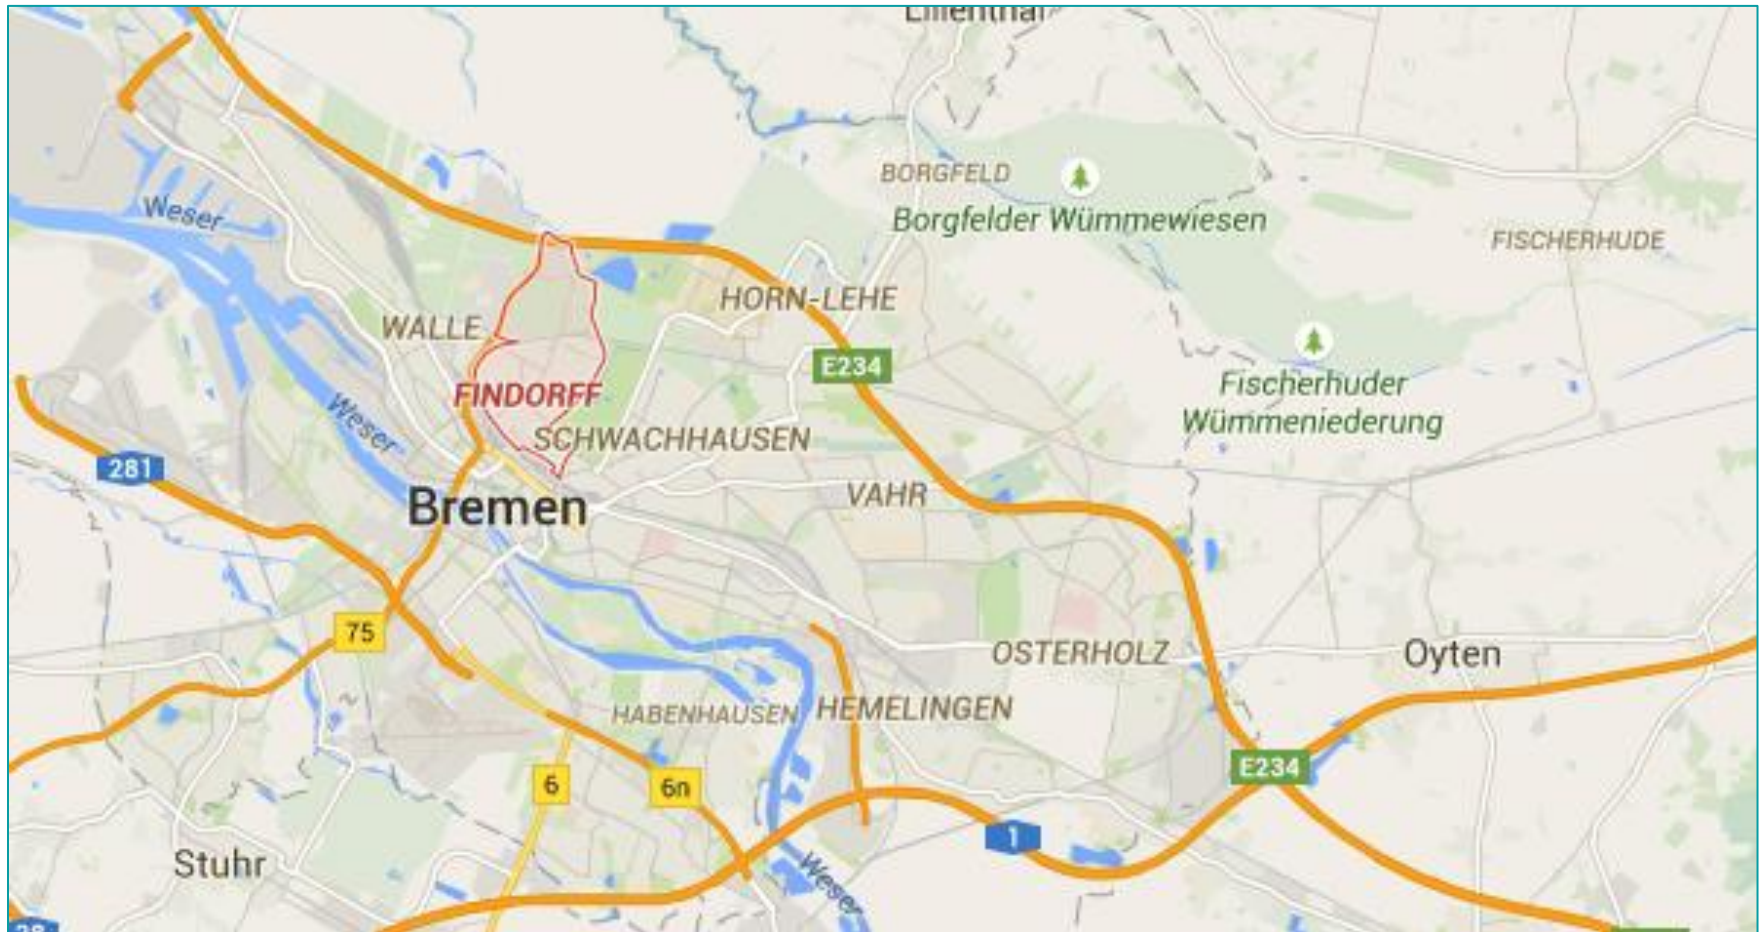 Lilienthal
BORGFELD
Weser
Borgfelder Wümmewiesen
FISCHERHUDE
HORN-LEHE
WALLE
E234
FINDORFF
Fischerhuder
Wümmeniederung
Weser
SCHWACHHAUSEN
281
VAHR
Bremen
75
OSTERHOLZ
Oyten
HABENHAUSEN
HEMELINGEN
E234
6
6n
1
Stuhr
Weser